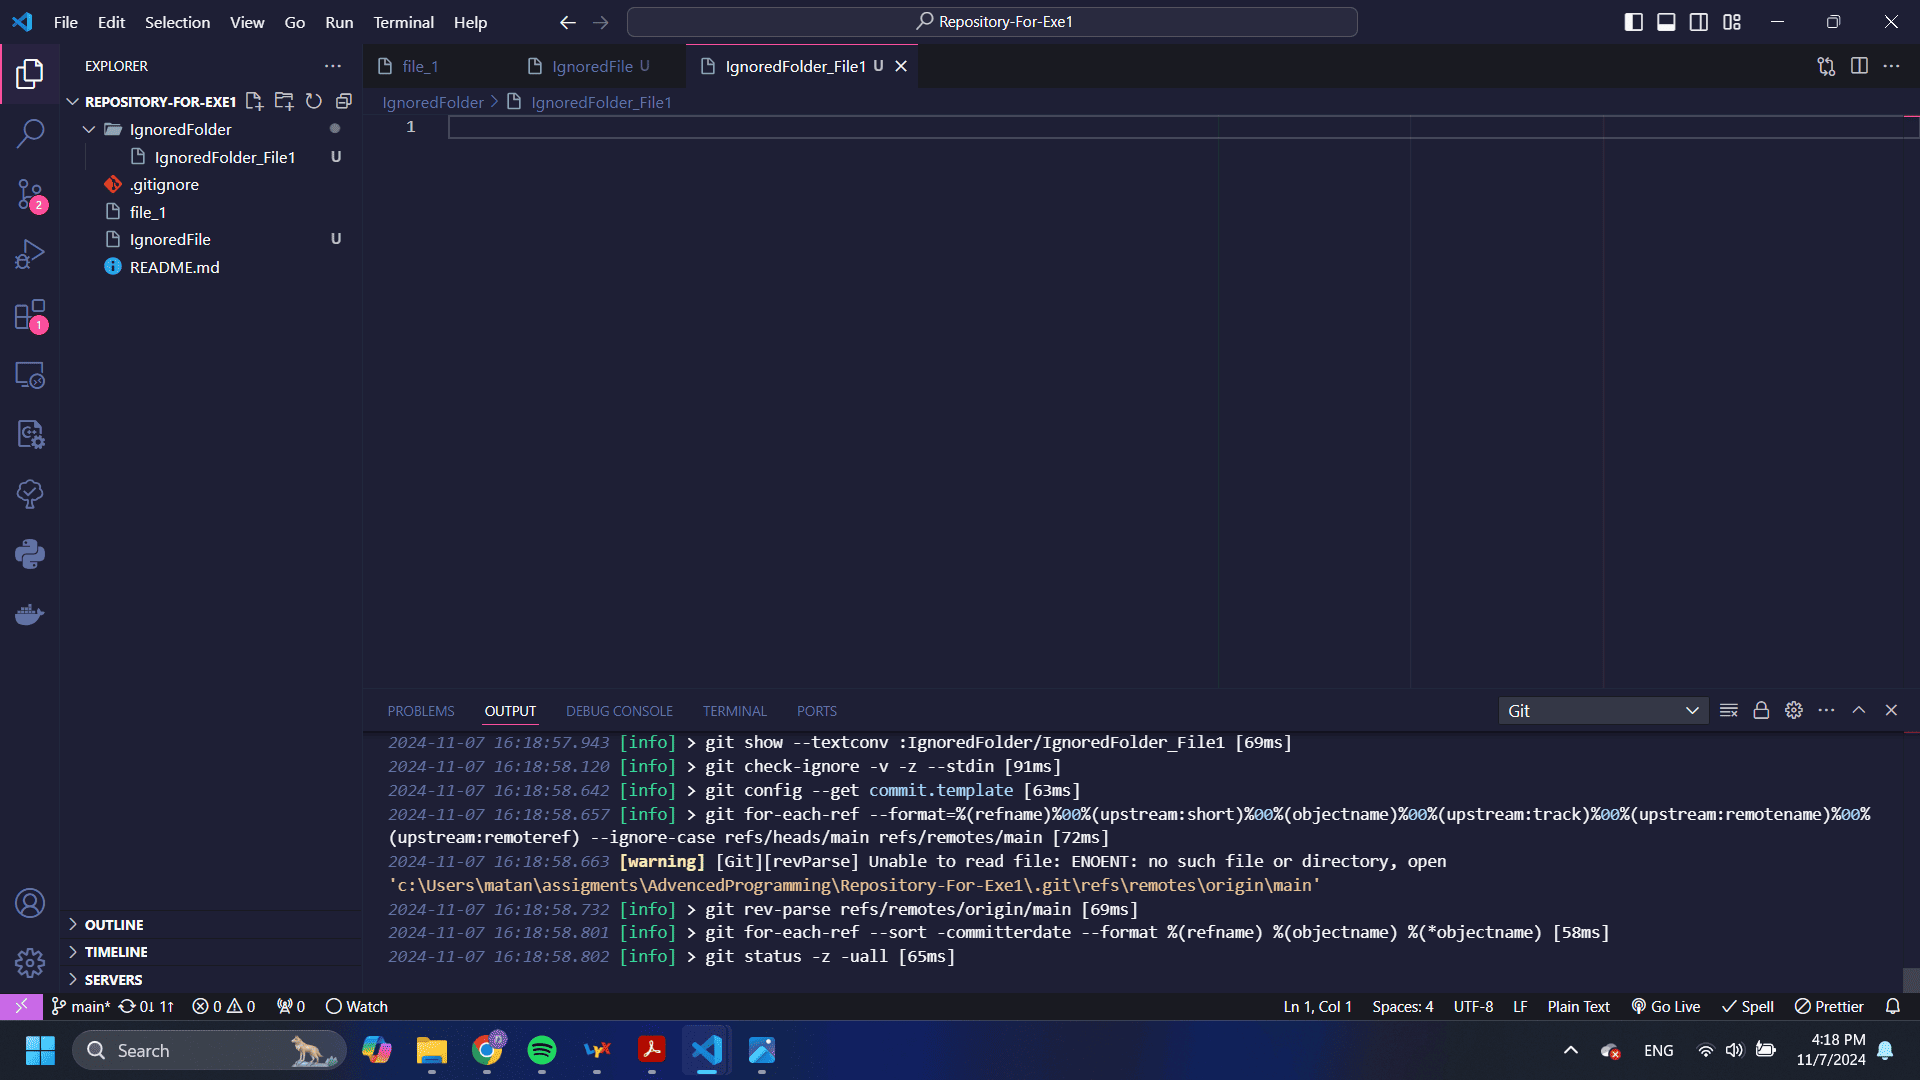 File Edit Selection View Go Run Terminal Help
Repository-For-Exe1
EXPLORER
REPOSITORY-FOR-EXE1
IgnoredFolder
IgnoredFolder_File1 U
.gitignore
file_1
IgnoredFile U
README.md
2
1
OUTLINE
TIMELINE
SERVERS
file_1 IgnoredFile U IgnoredFolder_File1 U
IgnoredFolder > IgnoredFolder_File1
1
PROBLEMS OUTPUT DEBUG CONSOLE TERMINAL PORTS Git
2024-11-07 16:18:57.943 [info] > git show --textconv :IgnoredFolder/IgnoredFolder_File1 [69ms]
2024-11-07 16:18:58.120 [info] > git check-ignore -v -z --stdin [91ms]
2024-11-07 16:18:58.642 [info] > git config --get commit.template [63ms]
2024-11-07 16:18:58.657 [info] > git for-each-ref --format=%(refname)%00%(upstream:short)%00%(objectname)%00%(upstream:track)%00%(upstream:remotename)%00%
(upstream:remoteref) --ignore-case refs/heads/main refs/remotes/main [72ms]
2024-11-07 16:18:58.663 [warning] [Git][revParse] Unable to read file: ENOENT: no such file or directory, open
'c:\Users\matan\assigments\AdvencedProgramming\Repository-For-Exe1\.git\refs\remotes\origin\main'
2024-11-07 16:18:58.732 [info] > git rev-parse refs/remotes/origin/main [69ms]
2024-11-07 16:18:58.801 [info] > git for-each-ref --sort -committerdate --format %(refname) %(objectname) %(*objectname) [58ms]
2024-11-07 16:18:58.802 [info] > git status -z -uall [65ms]
main* 0↓ 1↑ 0 0 0 Watch Ln 1, Col 1 Spaces: 4 UTF-8 LF Plain Text Go Live Spell Prettier
Search ENG 4:18 PM
11/7/2024